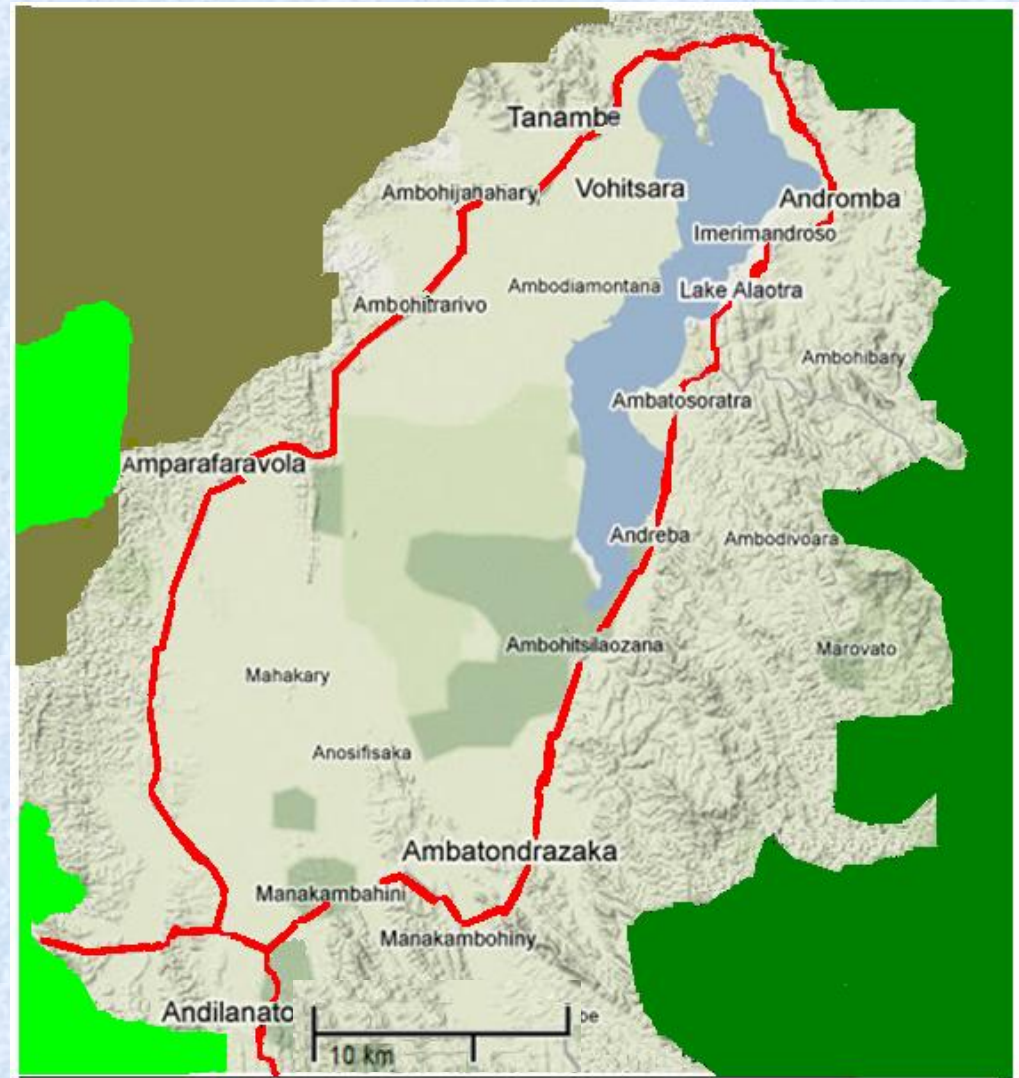 Tanambe
Vohitsara
Ambohijanahary
Andromba
Imerimandroso
Ambodiamontana
Lake Alaotra
Ambohitrarivo
Ambohibary
Ambatosoratra
Amparafaravola
Andreba
Ambodivoara
Ambohitsilaozana
Marovato
Mahakary
Anosifisaka
Ambatondrazaka
Manakambahini
Manakambohiny
Andilanato
be
10 km